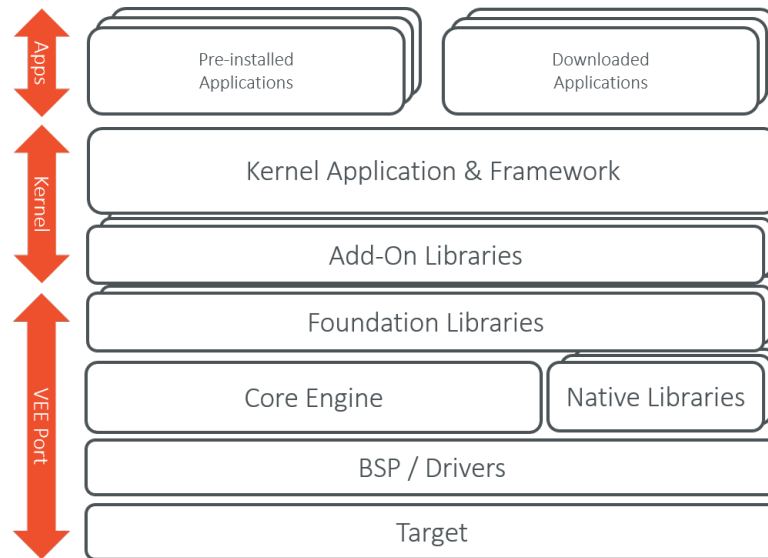 Apps
Pre-installed
Applications
Downloaded
Applications
Kernel
Kernel Application & Framework
Add-On Libraries
VEE Port
Foundation Libraries
Core Engine
Native Libraries
BSP / Drivers
Target